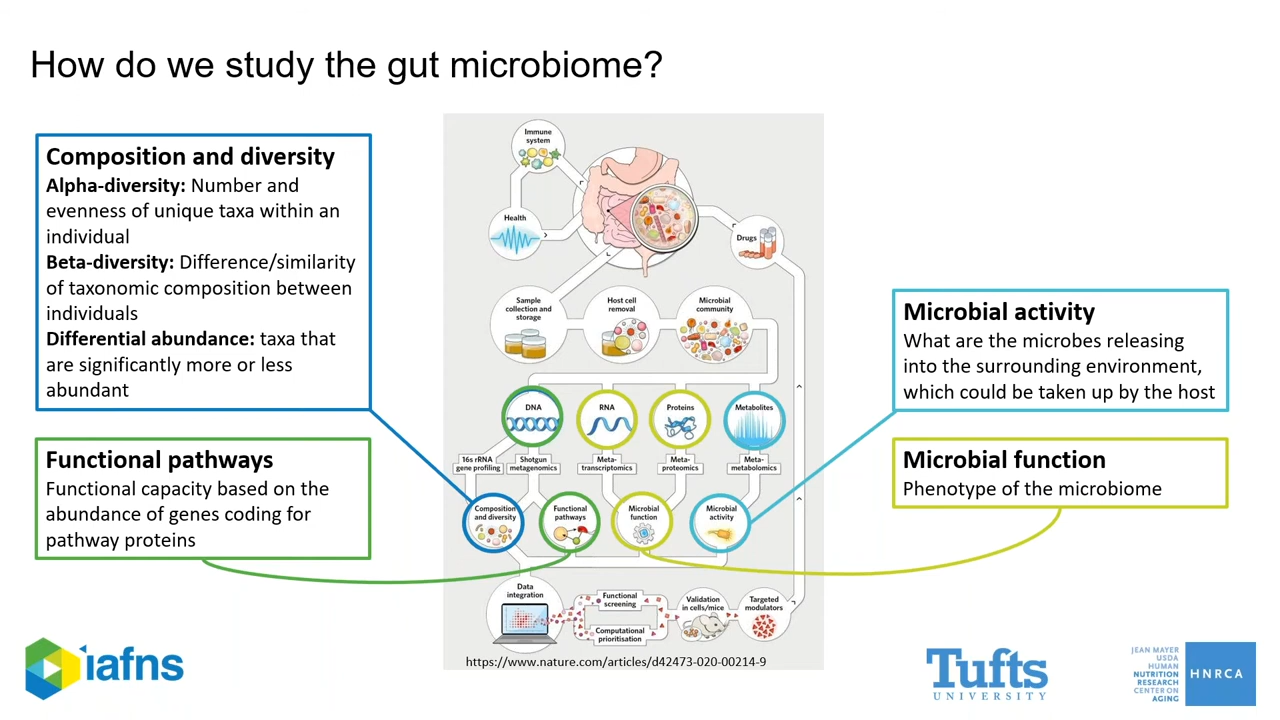 How do we study the gut microbiome?
Composition and diversity
Alpha-diversity: Number and
evenness of unique taxa within an
individual
Beta-diversity: Difference/similarity
of taxonomic composition between
individuals
Differential abundance: taxa that
are significantly more or less
abundant
Functional pathways
Functional capacity based on the
abundance of genes coding for
pathway proteins
Immune
system
Health
Drugs
Sample
collection and
storage
Host cell
removal
Microbial
community
DNA
RNA
Proteins
Metabolites
16s rRNA
gene profiling
Shotgun
metagenomics
Meta-
transcriptomics
Meta-
proteomics
Meta-
metabolomics
Composition
and diversity
Functional
pathways
Microbial
function
Microbial
activity
Data
integration
Functional
screening
Computational
prioritisation
Validation
in cells/mice
Targeted
modulators
https://www.nature.com/articles/d42473-020-00214-9
Microbial activity
What are the microbes releasing
into the surrounding environment,
which could be taken up by the host
Microbial function
Phenotype of the microbiome
iafns
Tufts
UNIVERSITY
JEAN MAYER
USDA
HUMAN
NUTRITION
RESEARCH
CENTER ON
AGING
HNRCA